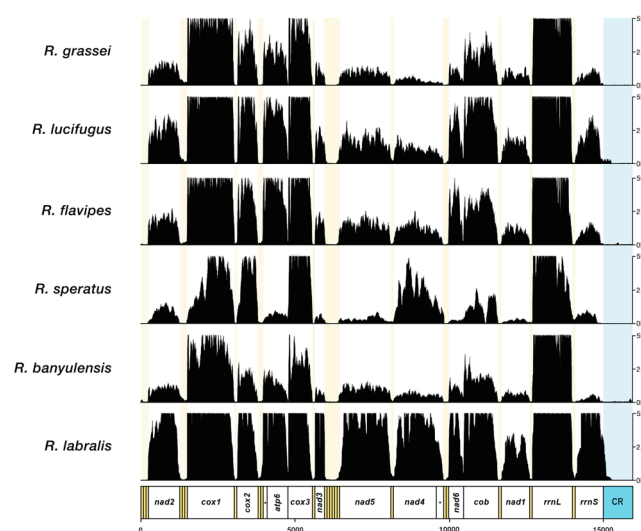 R. grassei
5
2.
0
R. lucifugus
5
2.
0
R. flavipes
5
2.
0
R. speratus
5
2.
0
R. banyulensis
5
2.
0
R. labralis
5
2.
0
nad2 cox1 cox2 * atp6 cox3 nad3 nad5 nad4 * nad6 cob nad1 rrnL rrnS CR
0 5000 10000 15000